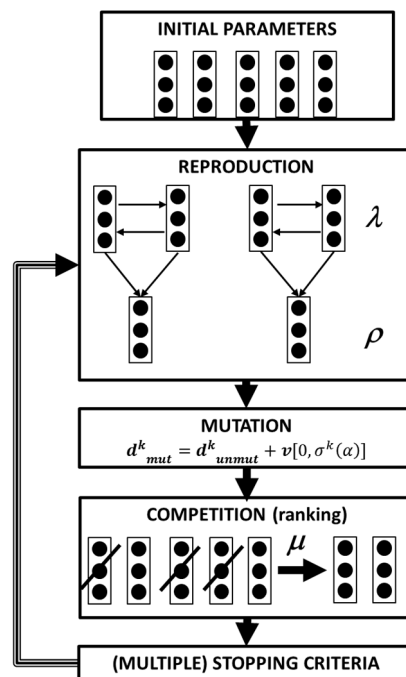 INITIAL PARAMETERS
REPRODUCTION
λ
ρ
MUTATION
d^k_mut = d^k_unmut + v[0, σ^k(α)]
COMPETITION (ranking)
μ
(MULTIPLE) STOPPING CRITERIA